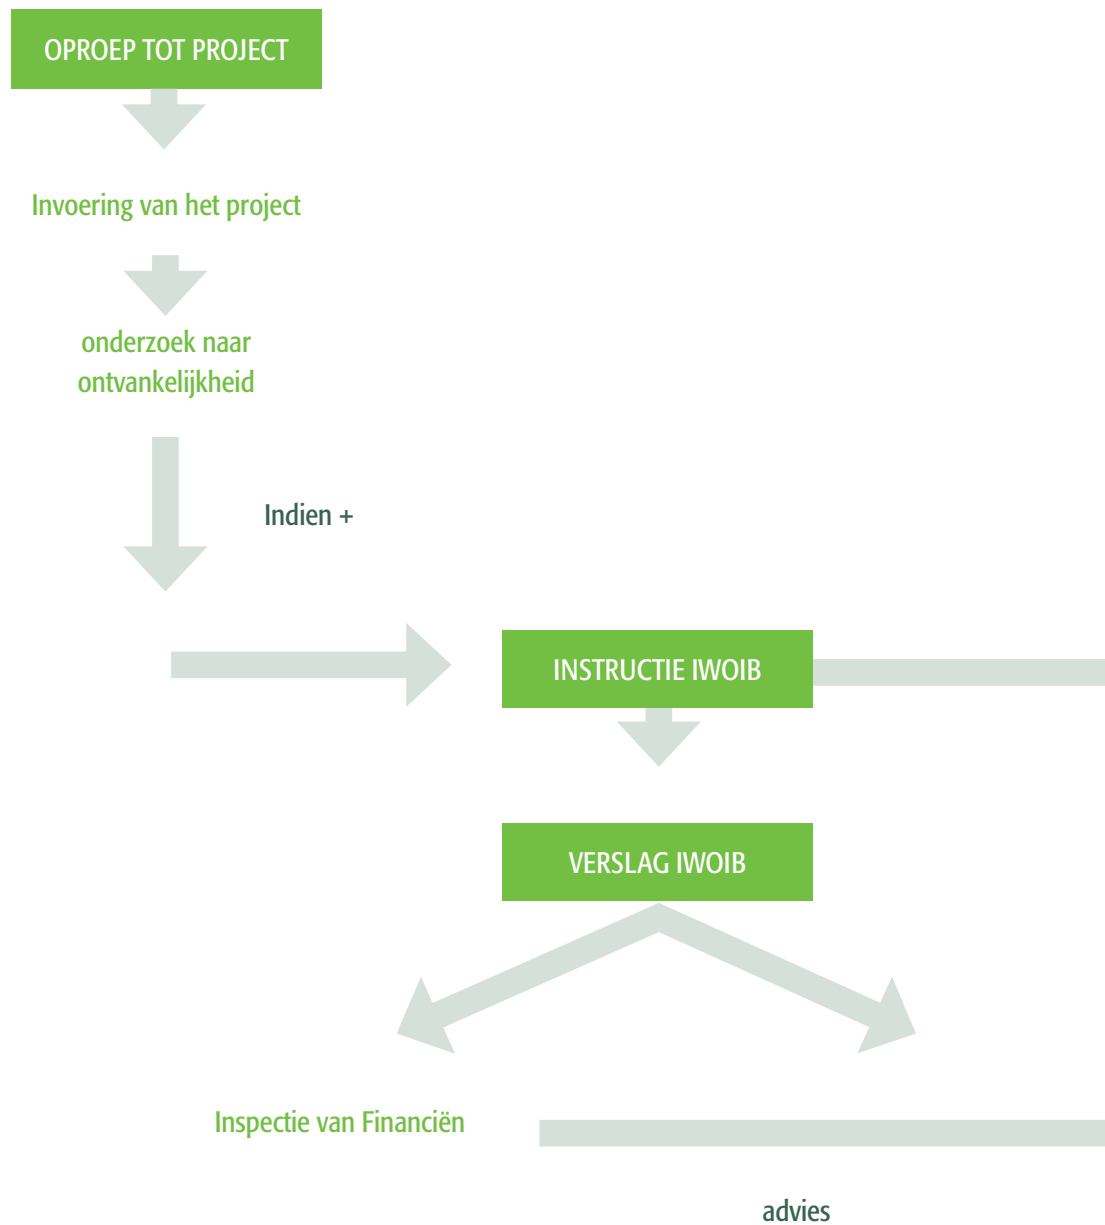 OPROEP TOT PROJECT
Invoering van het project
onderzoek naar
ontvankelijkheid
Indien +
INSTRUCTIE IWOIB
VERSLAG IWOIB
Inspectie van Financiën
advies